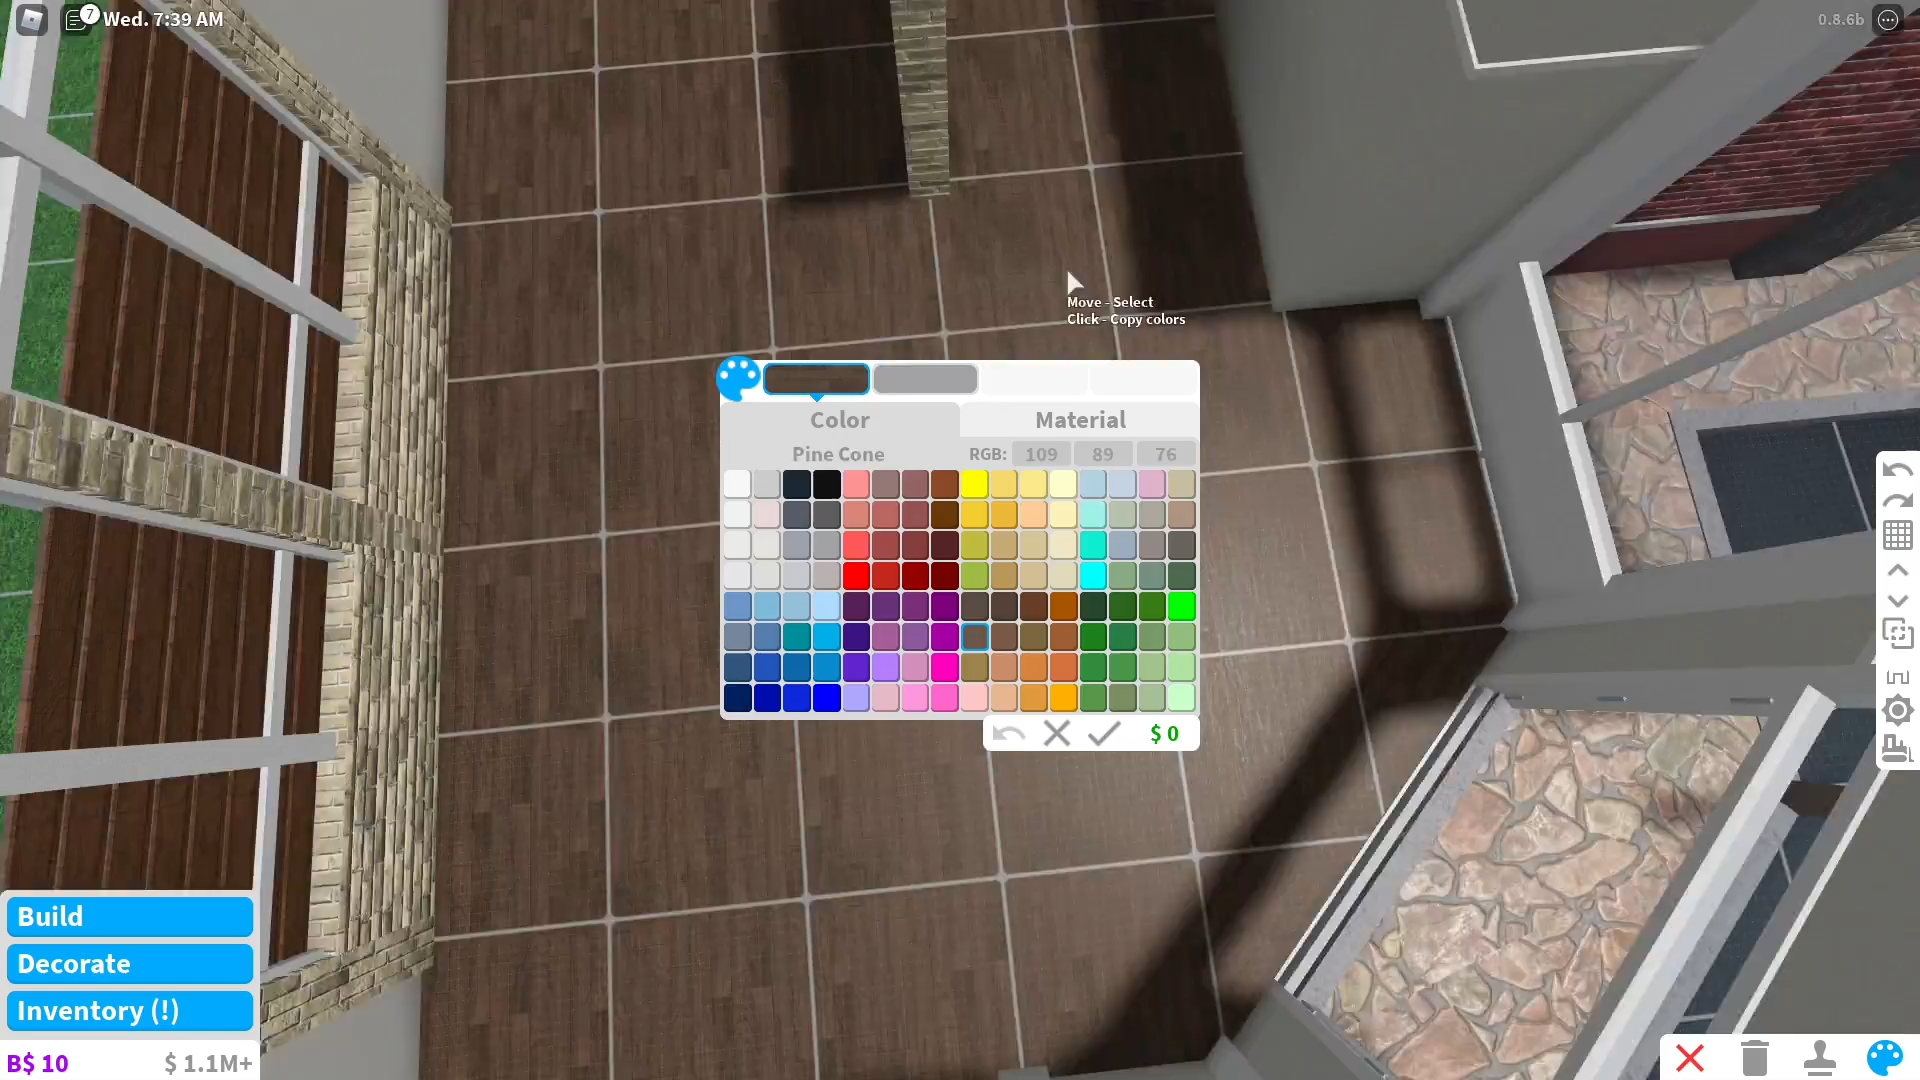 7 Wed. 7:39 AM
0.8.6b
Move - Select
Click - Copy colors
Color
Material
Pine Cone
RGB: 109 89 76
$ 0
Build
Decorate
Inventory (!)
B$ 10
$ 1.1M+